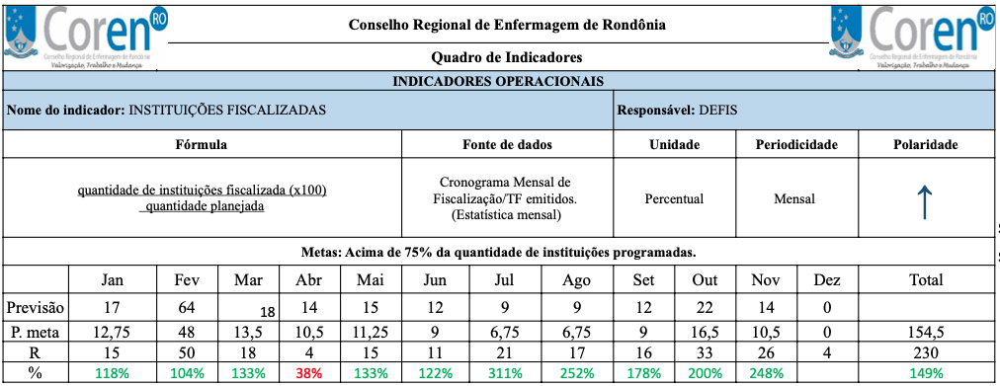 Coren RO
Conselho Regional de Enfermagem de Rondônia
Valorização, Trabalho e Mudança
Conselho Regional de Enfermagem de Rondônia
Quadro de Indicadores
Coren RO
Conselho Regional de Enfermagem de Rondônia
Valorização, Trabalho e Mudança
INDICADORES OPERACIONAIS
Nome do indicador: INSTITUIÇÕES FISCALIZADAS Responsável: DEFIS
Fórmula Fonte de dados Unidade Periodicidade Polaridade
quantidade de instituições fiscalizada (x100)
quantidade planejada
Cronograma Mensal de
Fiscalização/TF emitidos.
(Estatística mensal)
Percentual
Mensal
Metas: Acima de 75% da quantidade de instituições programadas.
Jan Fev Mar Abr Mai Jun Jul Ago Set Out Nov Dez Total
Previsão 17 64 18 14 15 12 9 9 12 22 14 0
P. meta 12,75 48 13,5 10,5 11,25 9 6,75 6,75 9 16,5 10,5 0 154,5
R 15 50 18 4 15 11 21 17 16 33 26 4 230
% 118% 104% 133% 38% 133% 122% 311% 252% 178% 200% 248% 149%